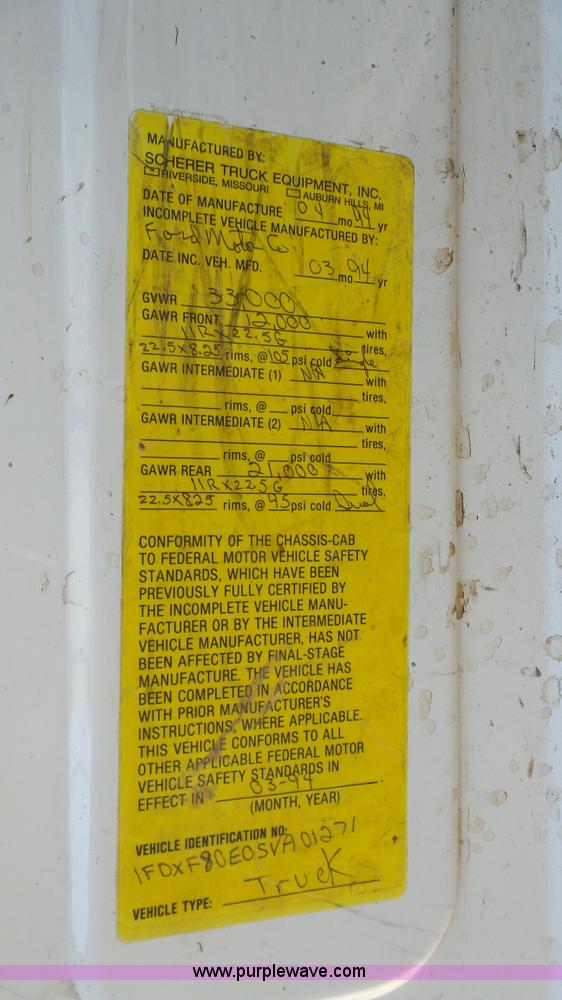 MANUFACTURED BY:
SCHERER TRUCK EQUIPMENT, INC.
RIVERSIDE, MISSOURI AUBURN HILLS, MI
DATE OF MANUFACTURE 04 mo 94 yr
INCOMPLETE VEHICLE MANUFACTURED BY:
Ford Motor Co.
DATE INC. VEH. MFD. 03 mo 94 yr
GVWR 33,000
GAWR FRONT 12,000 with
11RX22.5G tires,
22.5X8.25 rims, @ 105 psi cold single
GAWR INTERMEDIATE (1) N/A with
tires,
rims, @ psi cold
GAWR INTERMEDIATE (2) N/A with
tires,
rims, @ psi cold
GAWR REAR 21,000 with
11RX22.5G tires,
22.5X825 rims, @ 95 psi cold Dual
CONFORMITY OF THE CHASSIS-CAB
TO FEDERAL MOTOR VEHICLE SAFETY
STANDARDS, WHICH HAVE BEEN
PREVIOUSLY FULLY CERTIFIED BY
THE INCOMPLETE VEHICLE MANU-
FACTURER OR BY THE INTERMEDIATE
VEHICLE MANUFACTURER, HAS NOT
BEEN AFFECTED BY FINAL-STAGE
MANUFACTURE. THE VEHICLE HAS
BEEN COMPLETED IN ACCORDANCE
WITH PRIOR MANUFACTURER'S
INSTRUCTIONS, WHERE APPLICABLE.
THIS VEHICLE CONFORMS TO ALL
OTHER APPLICABLE FEDERAL MOTOR
VEHICLE SAFETY STANDARDS IN
EFFECT IN 03-94.
(MONTH, YEAR)
VEHICLE IDENTIFICATION NO:
1FDXF80E0SVA01271
VEHICLE TYPE: Truck
www.purplewave.com